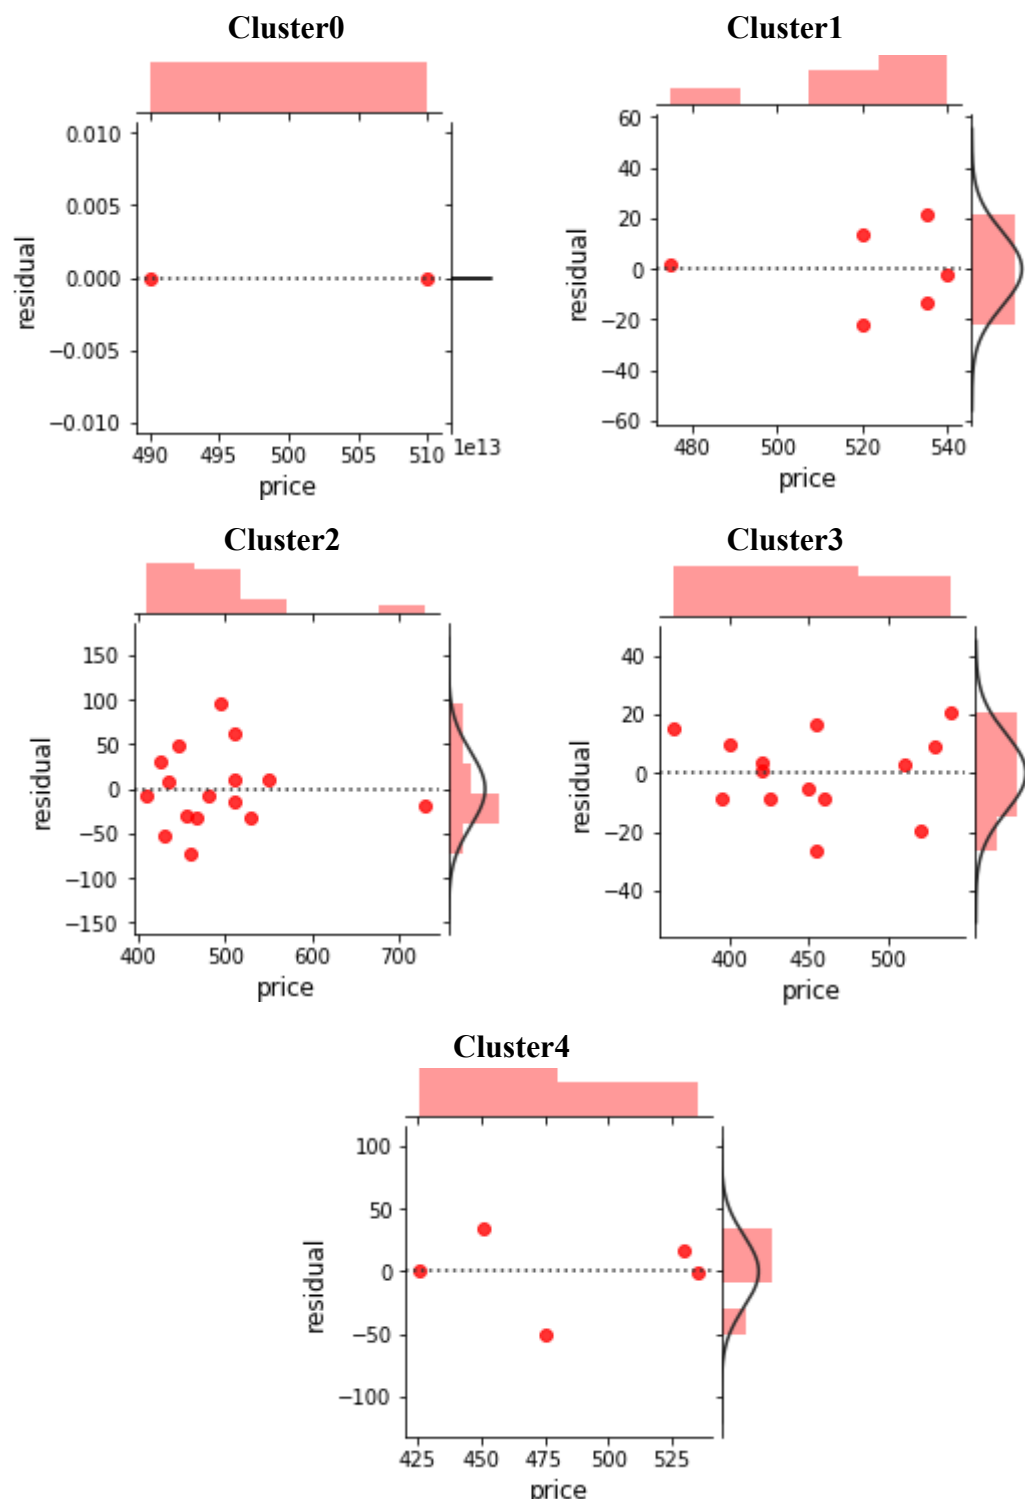 Cluster0
Cluster1
0.010
0.005
0.000
−0.005
−0.010
residual
490 495 500 505 510
1e13
price
60
40
20
0
−20
−40
−60
residual
480 500 520 540
price
Cluster2
Cluster3
150
100
50
0
−50
−100
−150
residual
400 500 600 700
price
40
20
0
−20
−40
residual
400 450 500
price
Cluster4
100
50
0
−50
−100
residual
425 450 475 500 525
price